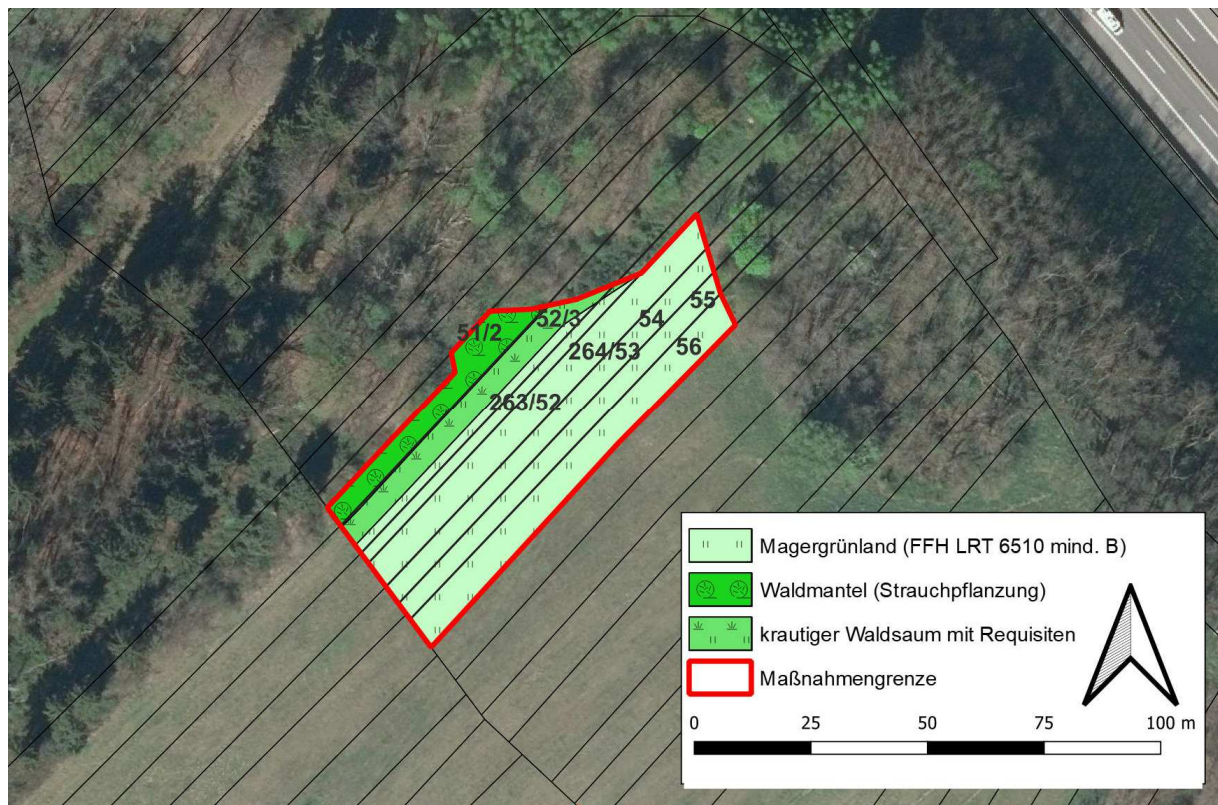 51/2
52/3
54
55
264/53
56
263/52
Magergrünland (FFH LRT 6510 mind. B)
Waldmantel (Strauchpflanzung)
krautiger Waldsaum mit Requisiten
Maßnahmengrenze
0 25 50 75 100 m